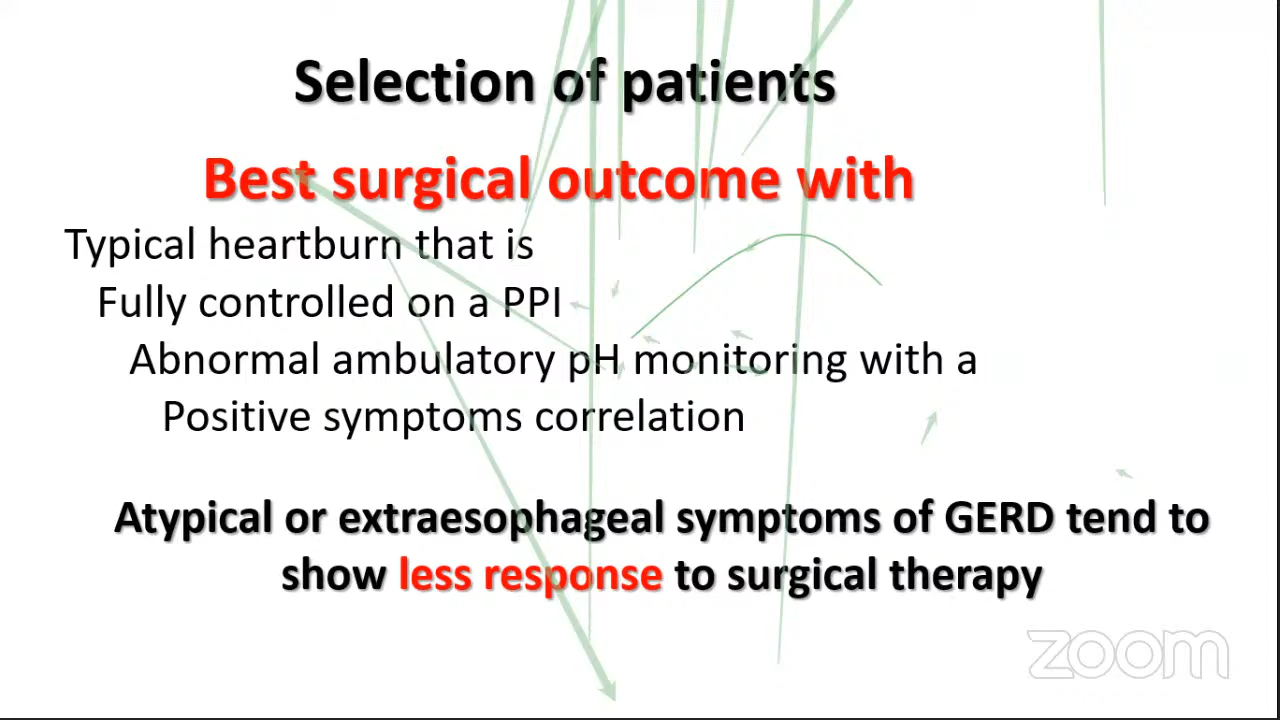 Selection of patients
Best surgical outcome with
Typical heartburn that is
Fully controlled on a PPI
Abnormal ambulatory pH monitoring with a
Positive symptoms correlation
Atypical or extraesophageal symptoms of GERD tend to
show less response to surgical therapy
zoom